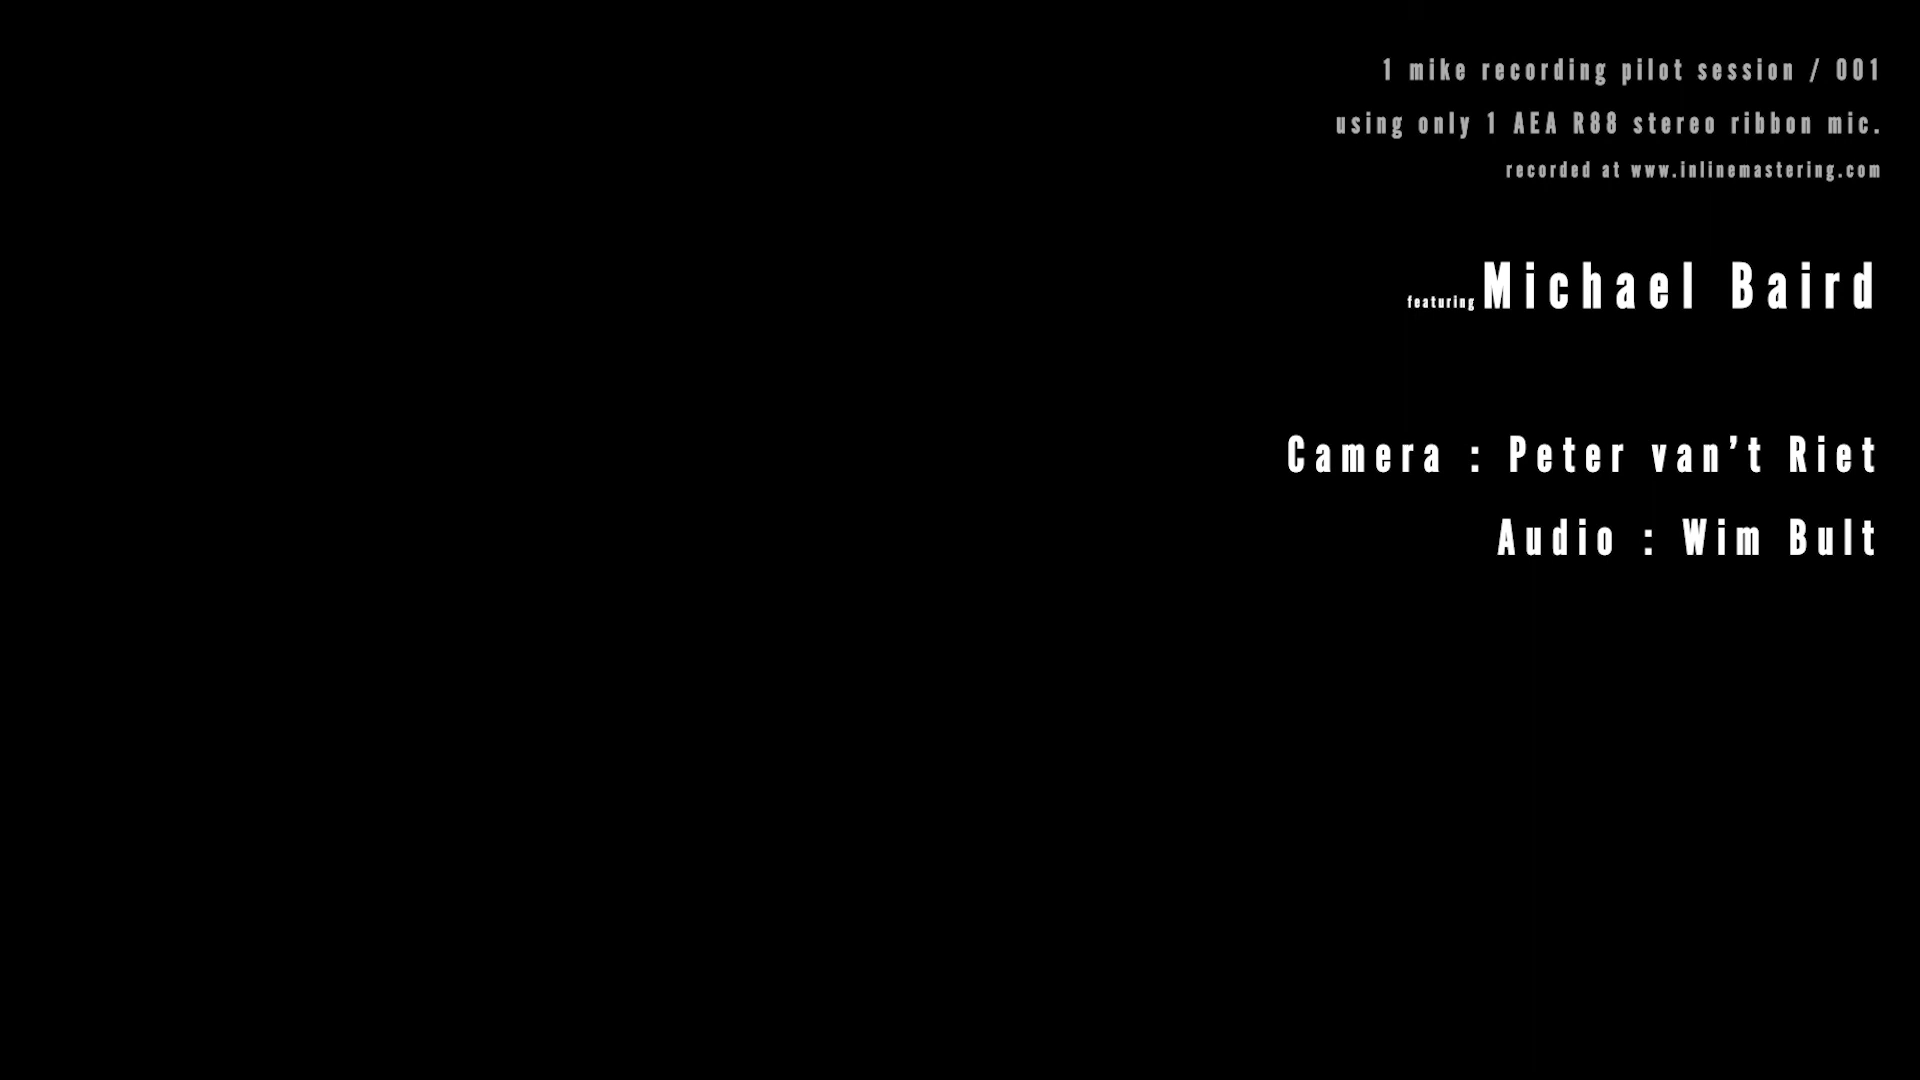 1 mike recording pilot session / 001
using only 1 AEA R88 stereo ribbon mic.
recorded at www.inlinemastering.com
featuring Michael Baird
Camera : Peter van’t Riet
Audio : Wim Bult